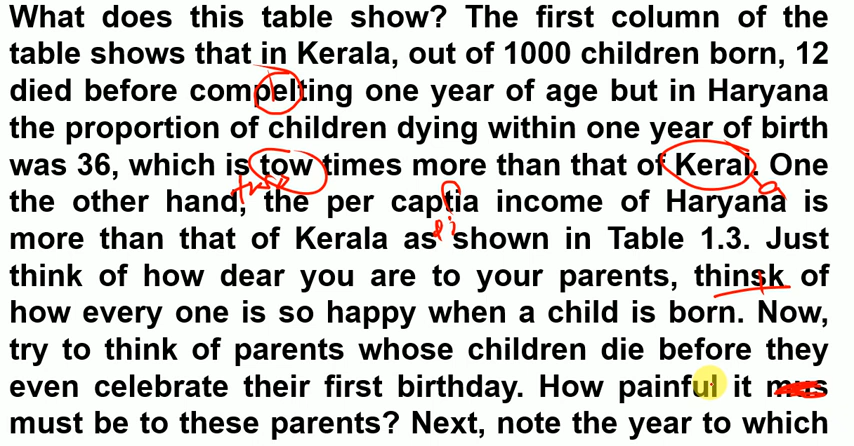 What does this table show? The first column of the
table shows that in Kerala, out of 1000 children born, 12
died before compelting one year of age but in Haryana
the proportion of children dying within one year of birth
was 36, which is tow times more than that of Keral. One
the other hand, the per captia income of Haryana is
more than that of Kerala as shown in Table 1.3. Just
think of how dear you are to your parents, thinsk of
how every one is so happy when a child is born. Now,
try to think of parents whose children die before they
even celebrate their first birthday. How painful it mus
must be to these parents? Next, note the year to which